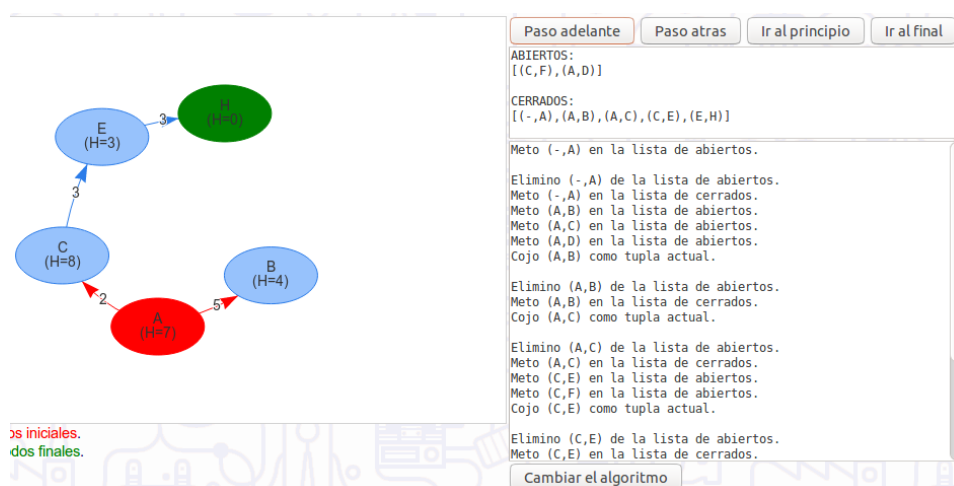 Paso adelante
Paso atras
Ir al principio
Ir al final
ABIERTOS:
[(C,F),(A,D)]
CERRADOS:
[(-,A),(A,B),(A,C),(C,E),(E,H)]
H
(H=0)
3
E
(H=3)
3
C
(H=8)
B
(H=4)
2
5
A
(H=7)
Meto (-,A) en la lista de abiertos.
Elimino (-,A) de la lista de abiertos.
Meto (-,A) en la lista de cerrados.
Meto (A,B) en la lista de abiertos.
Meto (A,C) en la lista de abiertos.
Meto (A,D) en la lista de abiertos.
Cojo (A,B) como tupla actual.
Elimino (A,B) de la lista de abiertos.
Meto (A,B) en la lista de cerrados.
Cojo (A,C) como tupla actual.
Elimino (A,C) de la lista de abiertos.
Meto (A,C) en la lista de cerrados.
Meto (C,E) en la lista de abiertos.
Meto (C,F) en la lista de abiertos.
Cojo (C,E) como tupla actual.
Elimino (C,E) de la lista de abiertos.
Meto (C,E) en la lista de cerrados.
os iniciales.
dos finales.
Cambiar el algoritmo